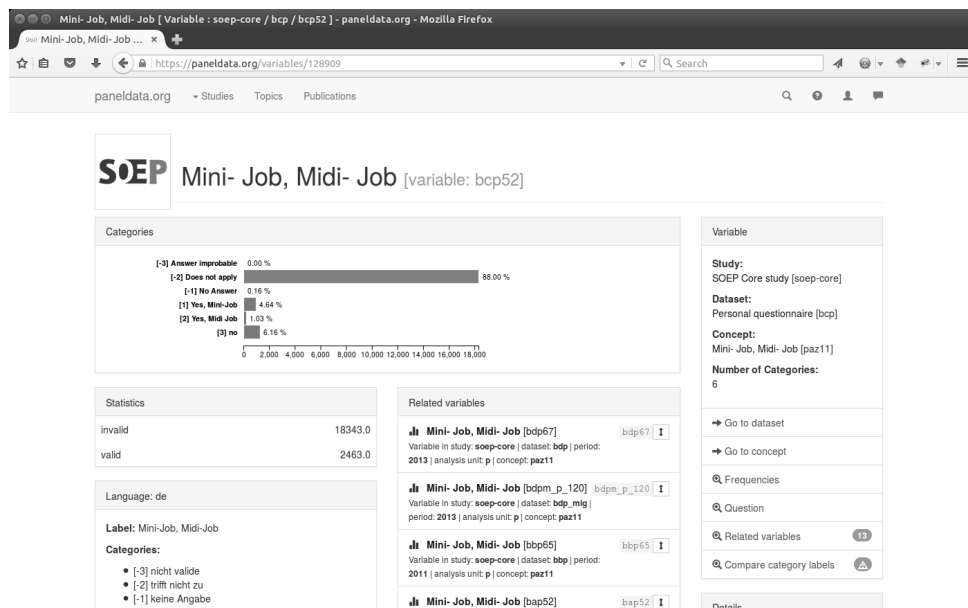 Mini- Job, Midi- Job [ Variable : soep-core / bcp / bcp52 ] - paneldata.org - Mozilla Firefox
Mini- Job, Midi- Job ...
https://paneldata.org/variables/128909
Search
paneldata.org Studies Topics Publications
SOEP
Mini- Job, Midi- Job [variable: bcp52]
Categories
[-3] Answer improbable 0.00 %
[-2] Does not apply 88.00 %
[-1] No Answer 0.16 %
[1] Yes, Mini-Job 4.64 %
[2] Yes, Midi Job 1.03 %
[3] no 6.16 %
0 2,000 4,000 6,000 8,000 10,000 12,000 14,000 16,000 18,000
Statistics
invalid 18343.0
valid 2463.0
Language: de
Label: Mini-Job, Midi-Job
Categories:
[-3] nicht valide
[-2] trifft nicht zu
[-1] keine Angabe
Related variables
Mini- Job, Midi- Job [bdp67] bdp67
Variable in study: soep-core | dataset: bdp | period:
2013 | analysis unit: p | concept: paz11
Mini- Job, Midi- Job [bdpm_p_120] bdpm_p_120
Variable in study: soep-core | dataset: bdp_mig |
period: 2013 | analysis unit: p | concept: paz11
Mini- Job, Midi- Job [bbp65] bbp65
Variable in study: soep-core | dataset: bbp | period:
2011 | analysis unit: p | concept: paz11
Mini- Job, Midi- Job [bap52] bap52
Variable
Study:
SOEP Core study [soep-core]
Dataset:
Personal questionnaire [bcp]
Concept:
Mini- Job, Midi- Job [paz11]
Number of Categories:
6
Go to dataset
Go to concept
Frequencies
Question
Related variables 13
Compare category labels
Details